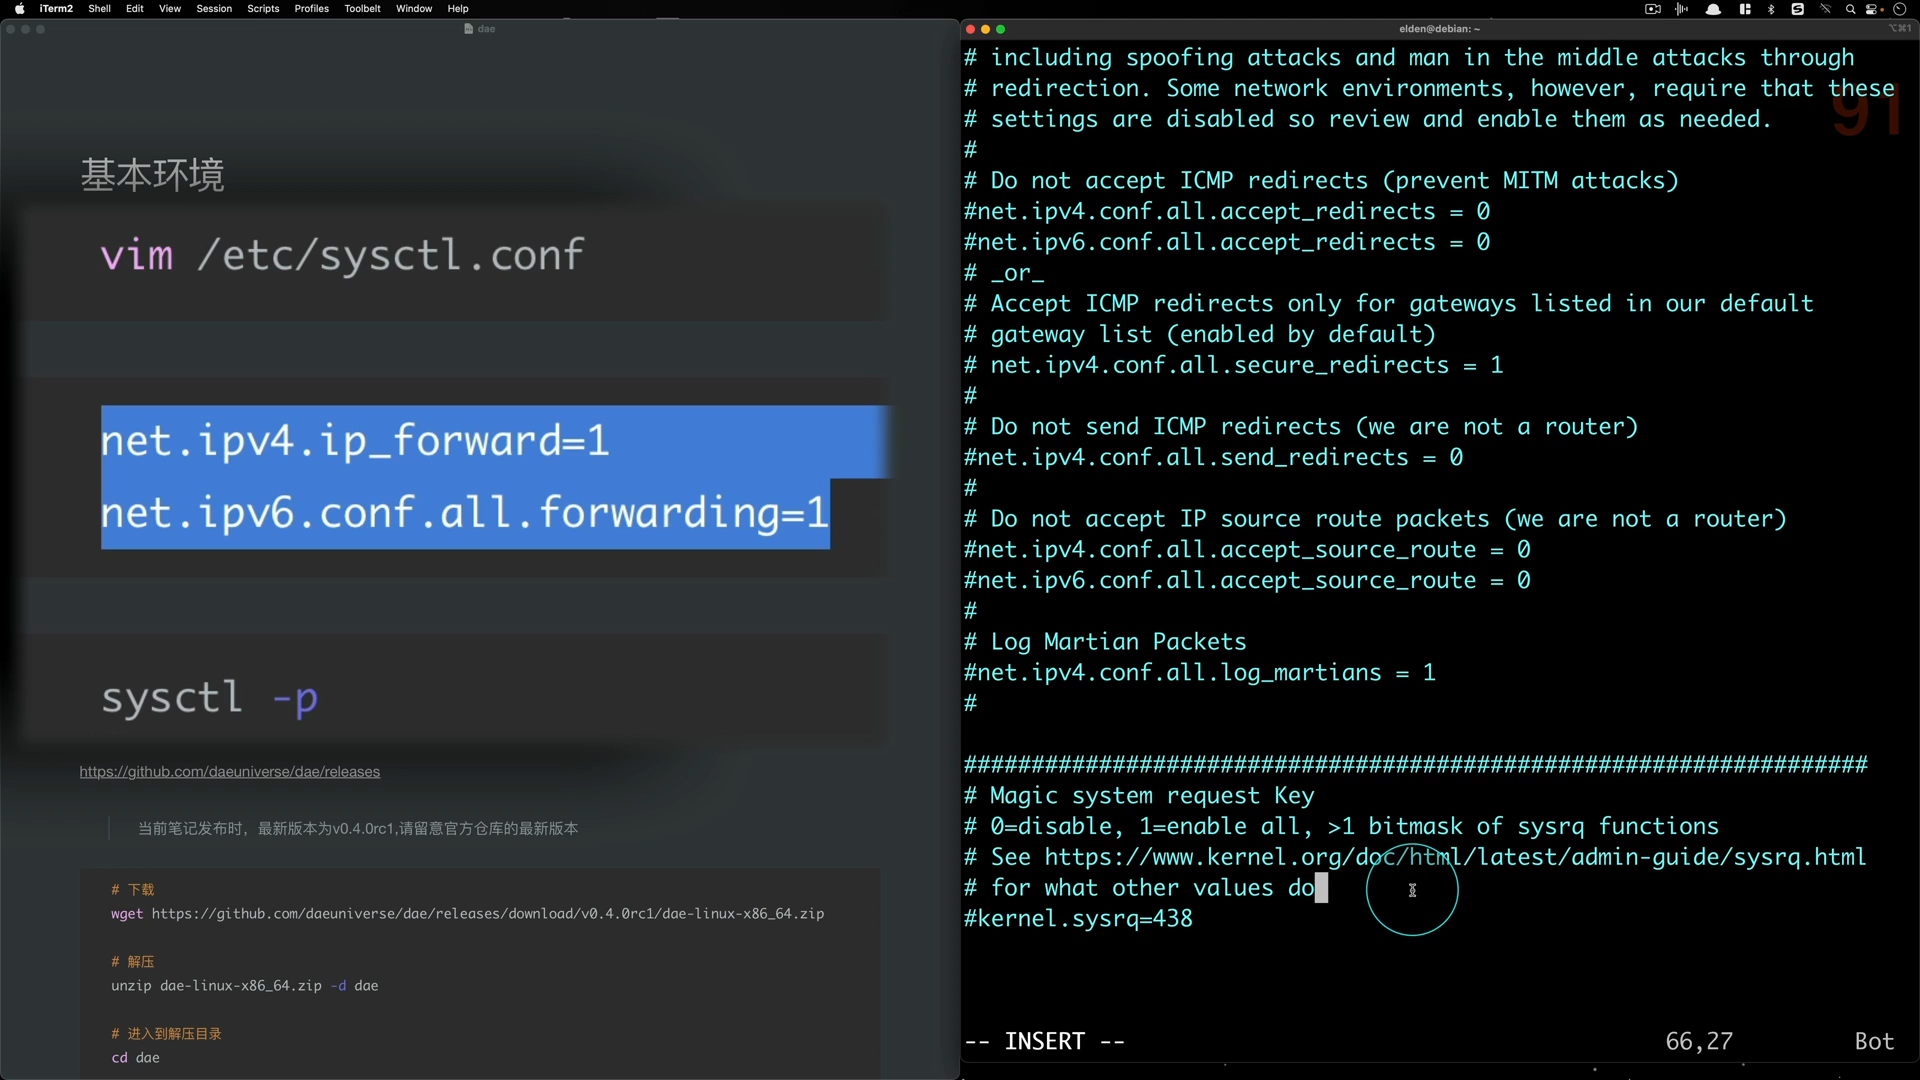 iTerm2 Shell Edit View Session Scripts Profiles Toolbelt Window Help
dae
基本环境
vim /etc/sysctl.conf
net.ipv4.ip_forward=1
net.ipv6.conf.all.forwarding=1
sysctl -p
https://github.com/daeuniverse/dae/releases
当前笔记发布时，最新版本为v0.4.0rc1,请留意官方仓库的最新版本
# 下载
wget https://github.com/daeuniverse/dae/releases/download/v0.4.0rc1/dae-linux-x86_64.zip
# 解压
unzip dae-linux-x86_64.zip -d dae
# 进入到解压目录
cd dae
elden@debian: ~
⌥⌘1
# including spoofing attacks and man in the middle attacks through
# redirection. Some network environments, however, require that these
# settings are disabled so review and enable them as needed.
#
# Do not accept ICMP redirects (prevent MITM attacks)
#net.ipv4.conf.all.accept_redirects = 0
#net.ipv6.conf.all.accept_redirects = 0
# _or_
# Accept ICMP redirects only for gateways listed in our default
# gateway list (enabled by default)
# net.ipv4.conf.all.secure_redirects = 1
#
# Do not send ICMP redirects (we are not a router)
#net.ipv4.conf.all.send_redirects = 0
#
# Do not accept IP source route packets (we are not a router)
#net.ipv4.conf.all.accept_source_route = 0
#net.ipv6.conf.all.accept_source_route = 0
#
# Log Martian Packets
#net.ipv4.conf.all.log_martians = 1
#
###################################################################
# Magic system request Key
# 0=disable, 1=enable all, >1 bitmask of sysrq functions
# See https://www.kernel.org/doc/html/latest/admin-guide/sysrq.html
# for what other values do
#kernel.sysrq=438
-- INSERT --
66,27
Bot
91